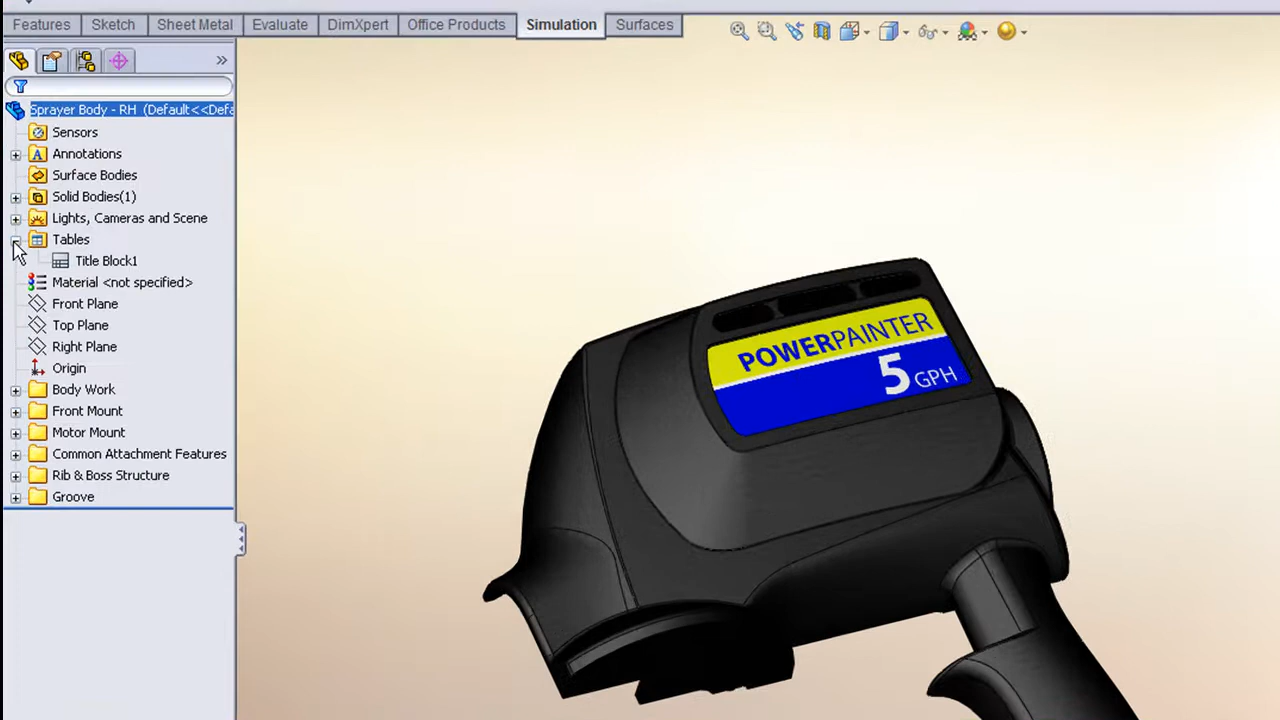 Features Sketch Sheet Metal Evaluate DimXpert Office Products Simulation Surfaces
»
Sprayer Body - RH (Default<<Defa
Sensors
Annotations
Surface Bodies
Solid Bodies(1)
Lights, Cameras and Scene
Tables
Title Block1
Material <not specified>
Front Plane
Top Plane
Right Plane
Origin
Body Work
Front Mount
Motor Mount
Common Attachment Features
Rib & Boss Structure
Groove
POWERPAINTER
5 GPH